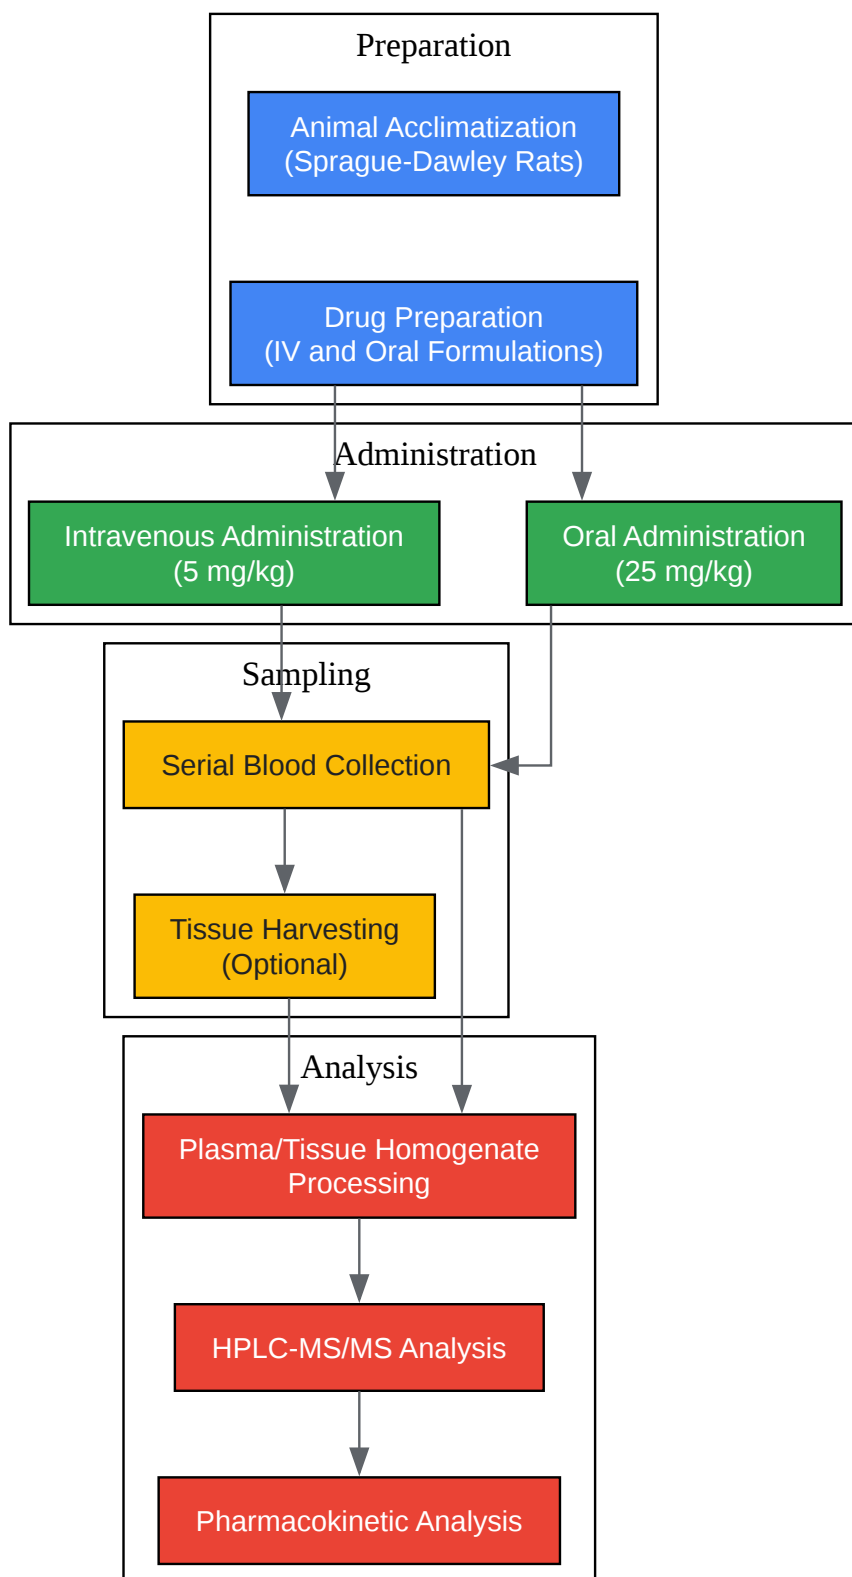 Preparation
Animal Acclimatization
(Sprague-Dawley Rats)
Drug Preparation
(IV and Oral Formulations)
Administration
Intravenous Administration
(5 mg/kg)
Oral Administration
(25 mg/kg)
Sampling
Serial Blood Collection
Tissue Harvesting
(Optional)
Analysis
Plasma/Tissue Homogenate
Processing
HPLC-MS/MS Analysis
Pharmacokinetic Analysis